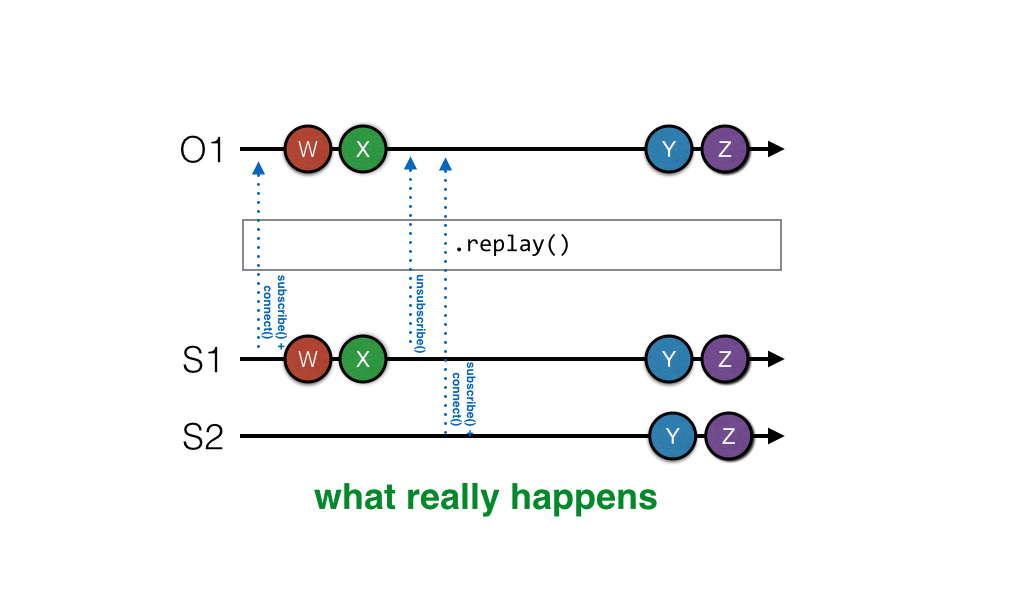 O1
W
X
Y
Z
.replay()
subscribe() +
connect()
unsubscribe()
S1
W
X
Y
Z
subscribe() +
connect()
S2
Y
Z
what really happens